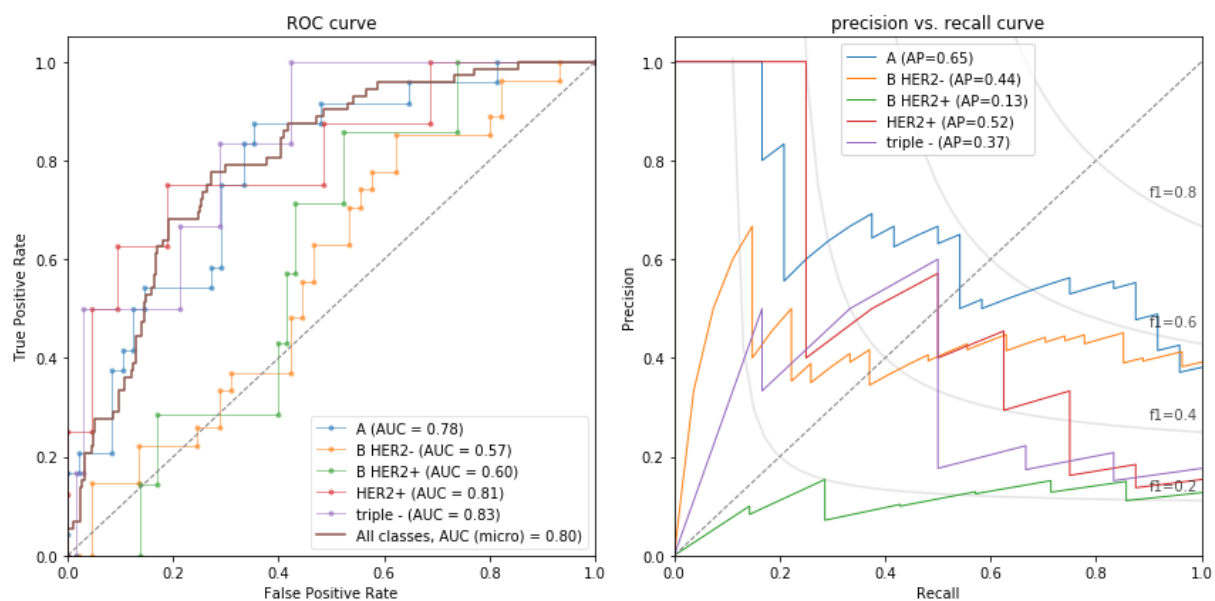 ROC curve
True Positive Rate
1.0
0.8
0.6
0.4
0.2
0.0
A (AUC = 0.78)
B HER2- (AUC = 0.57)
B HER2+ (AUC = 0.60)
HER2+ (AUC = 0.81)
triple - (AUC = 0.83)
All classes, AUC (micro) = 0.80)
0.0 0.2 0.4 0.6 0.8 1.0
False Positive Rate
precision vs. recall curve
Precision
1.0
0.8
0.6
0.4
0.2
0.0
A (AP=0.65)
B HER2- (AP=0.44)
B HER2+ (AP=0.13)
HER2+ (AP=0.52)
triple - (AP=0.37)
f1=0.8
f1=0.6
f1=0.4
f1=0.2
0.0 0.2 0.4 0.6 0.8 1.0
Recall